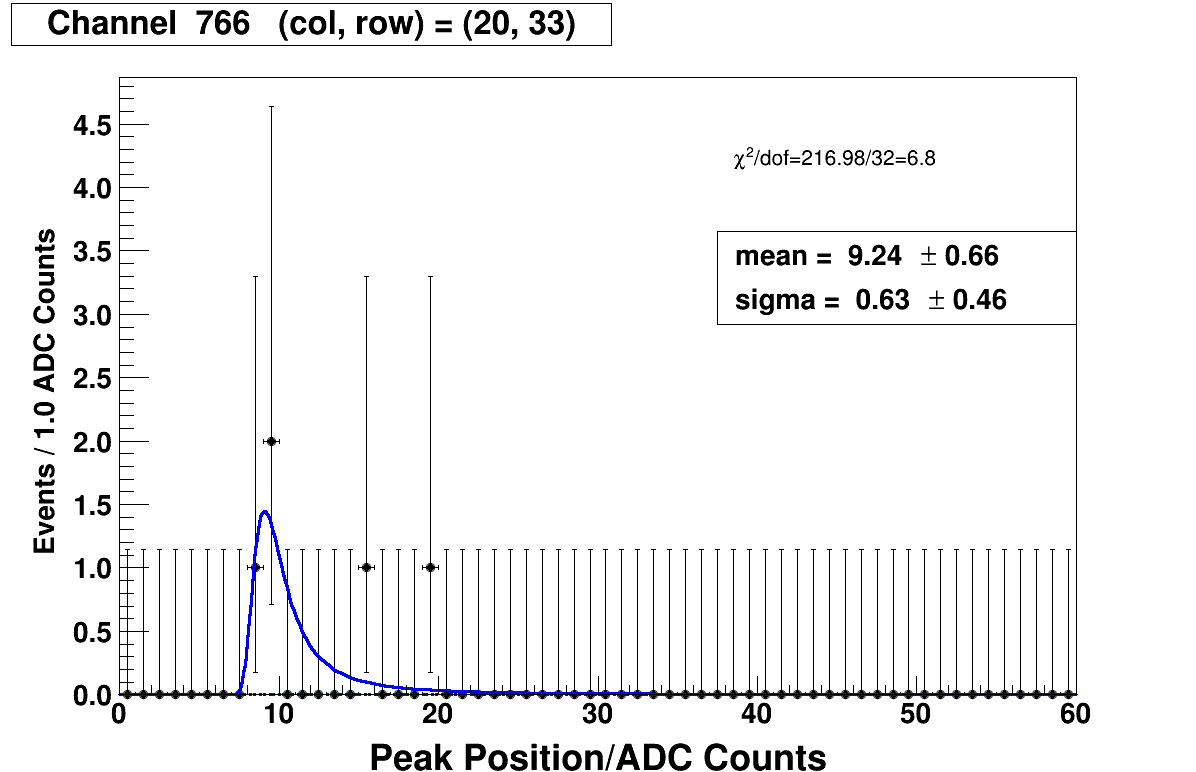 Channel 766 (col, row) = (20, 33)
4.5
4.0
3.5
3.0
2.5
2.0
1.5
1.0
0.5
0.0
Events / 1.0 ADC Counts
χ²/dof=216.98/32=6.8
mean = 9.24 ± 0.66
sigma = 0.63 ± 0.46
0 10 20 30 40 50 60
Peak Position/ADC Counts